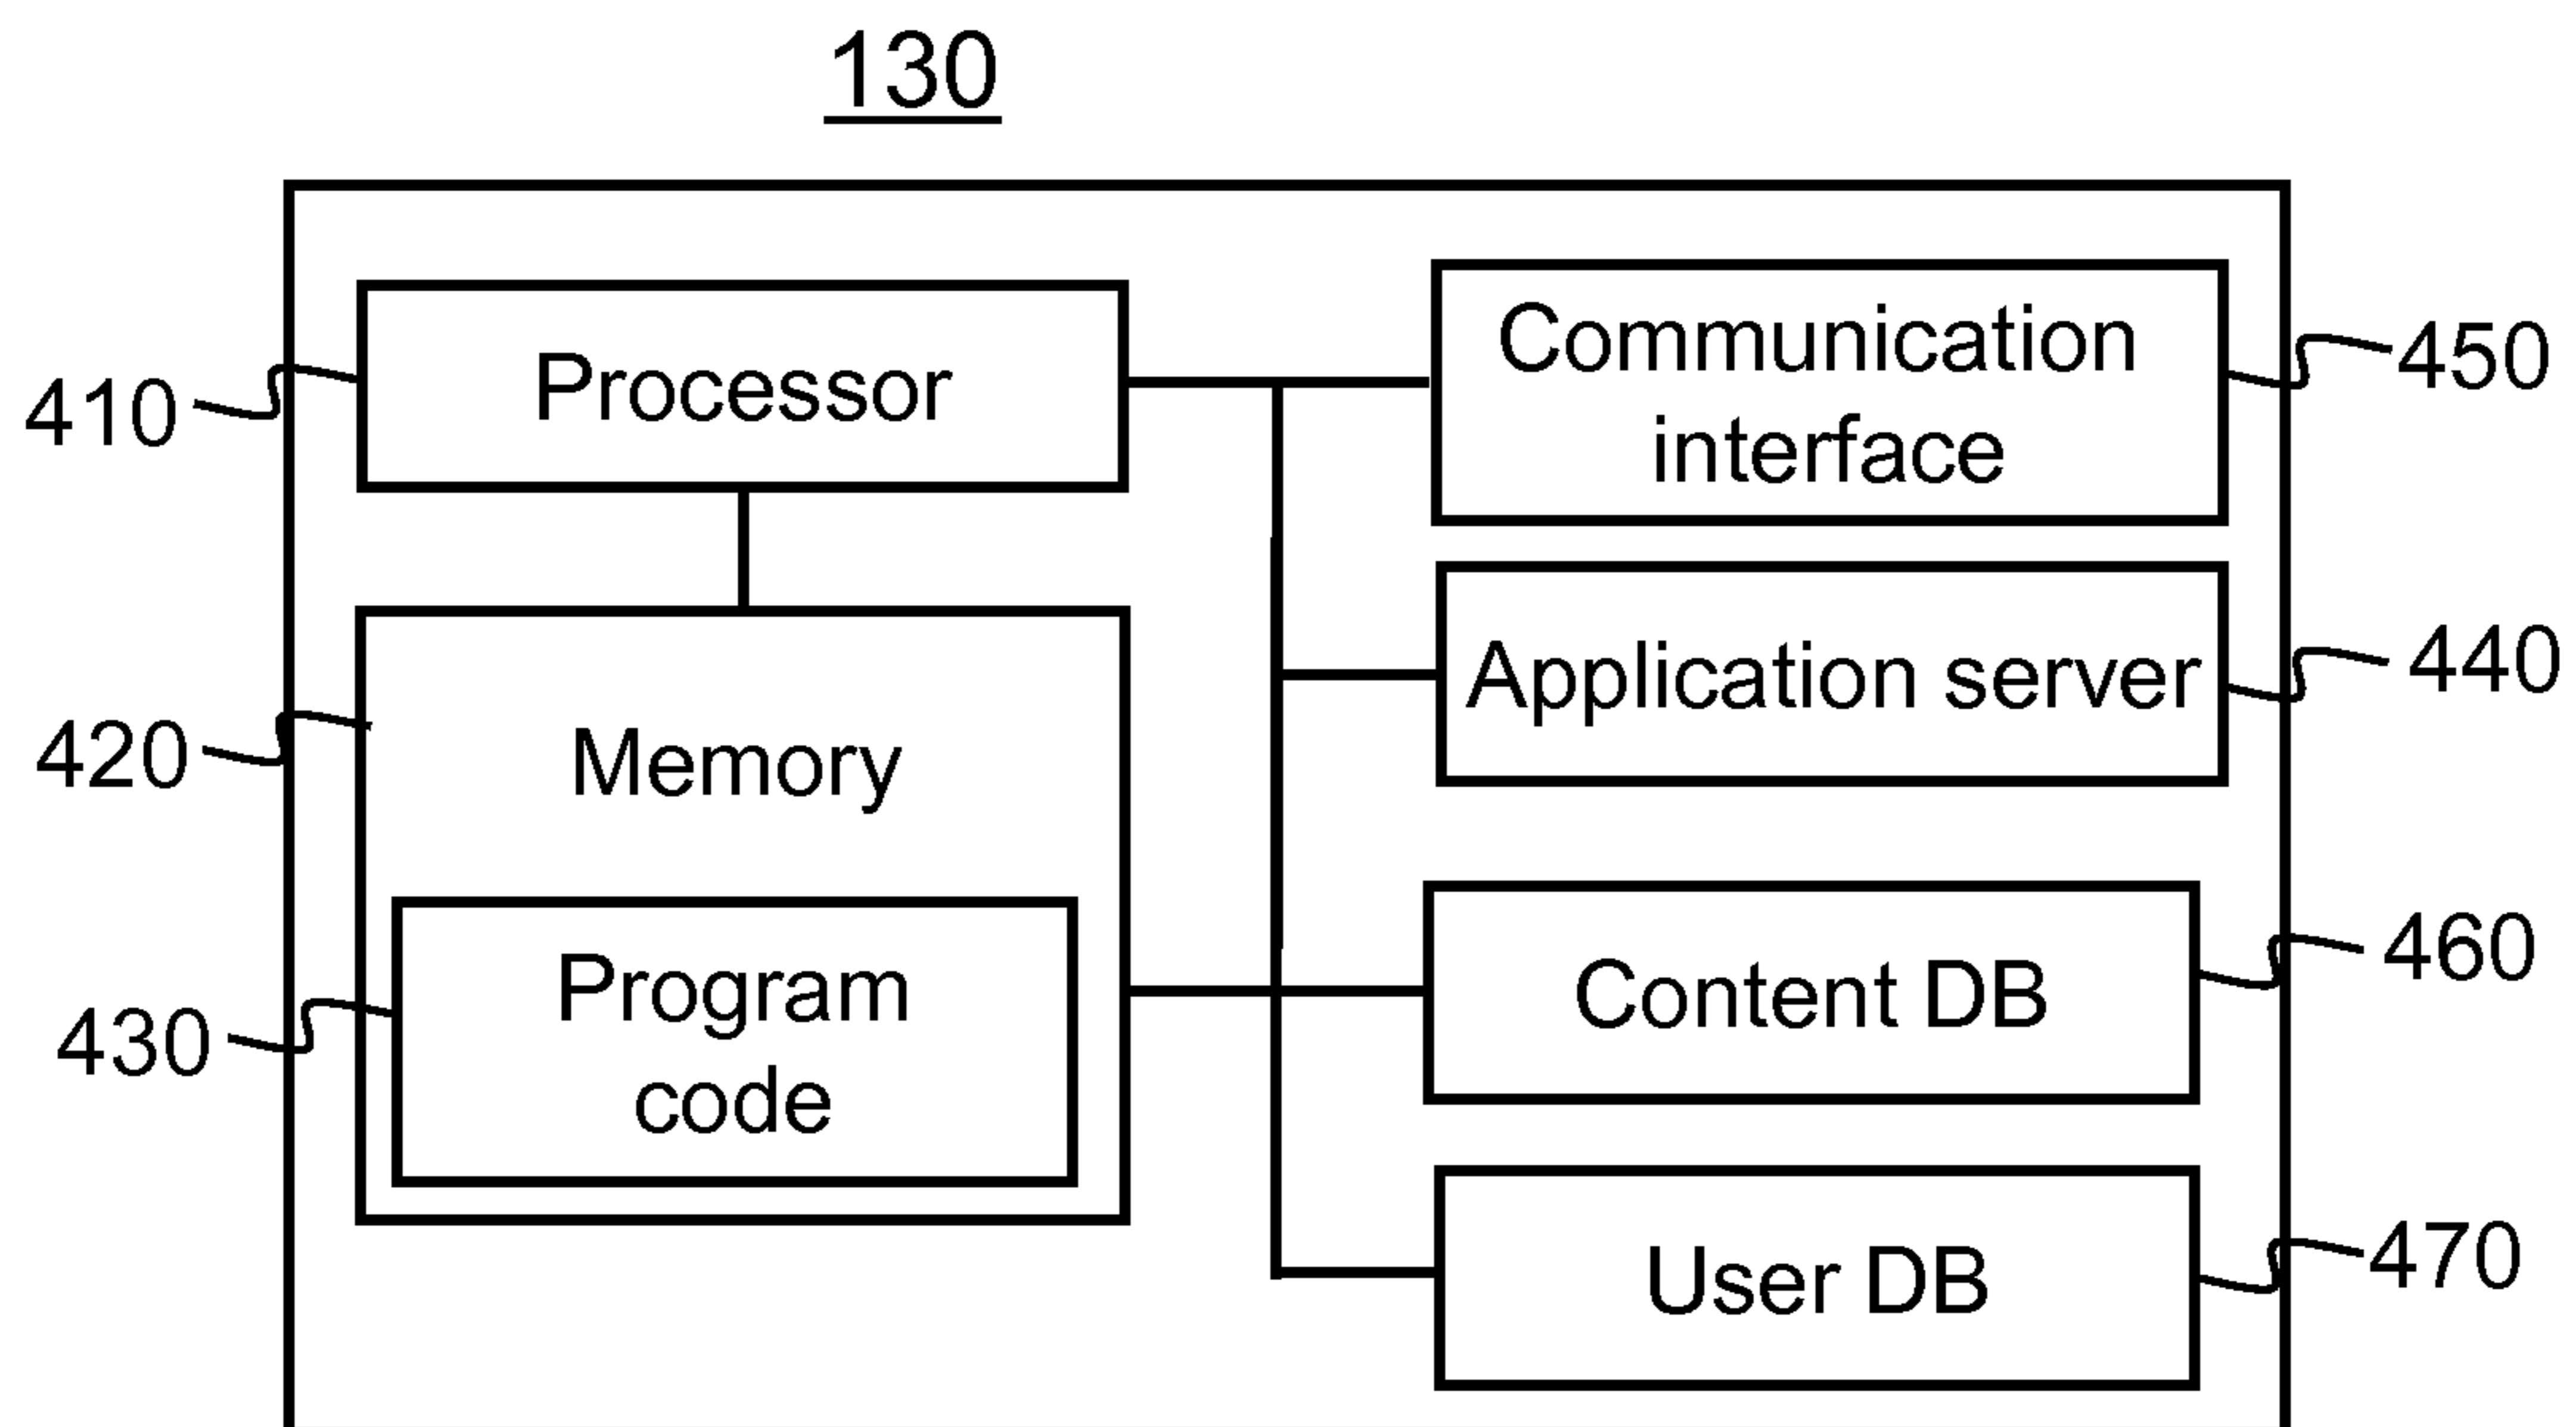 130
Processor
410
Communication
interface
450
Application server
440
Memory
420
Program
code
430
Content DB
460
User DB
470